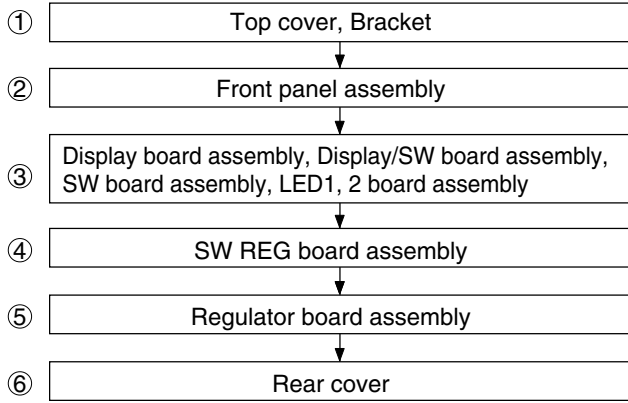 ① Top cover, Bracket
② Front panel assembly
③ Display board assembly, Display/SW board assembly,
SW board assembly, LED1, 2 board assembly
④ SW REG board assembly
⑤ Regulator board assembly
⑥ Rear cover